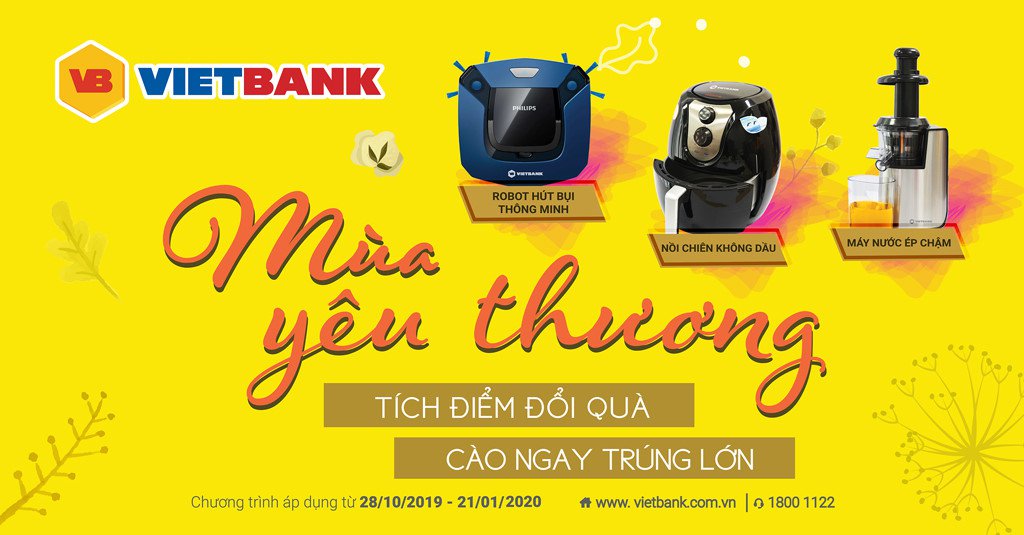 VB VIETBANK
PHILIPS
VIETBANK
ROBOT HÚT BỤI
THÔNG MINH
VIETBANK
NỒI CHIÊN KHÔNG DẦU
VIETBANK
MÁY NƯỚC ÉP CHẬM
Mùa
yêu thương
TÍCH ĐIỂM ĐỔI QUÀ
CÀO NGAY TRÚNG LỚN
Chương trình áp dụng từ 28/10/2019 - 21/01/2020 www. vietbank.com.vn | 1800 1122